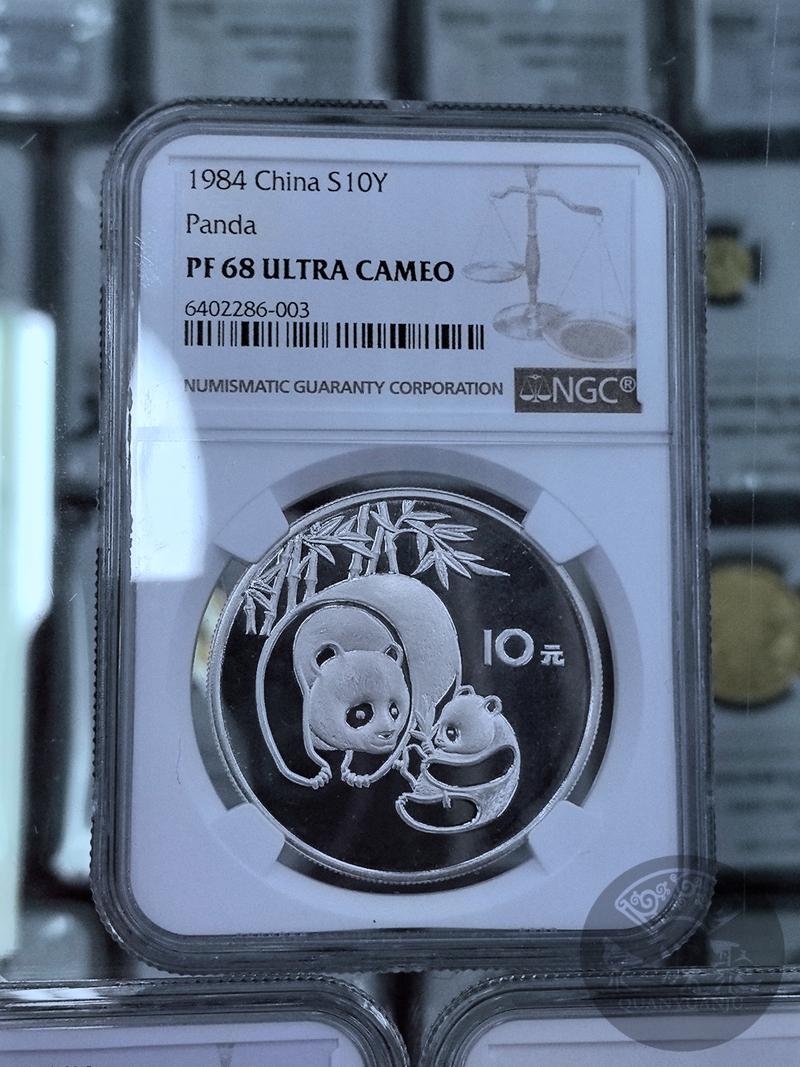 1984 China S10Y
Panda
PF 68 ULTRA CAMEO
6402286-003
NUMISMATIC GUARANTY CORPORATION
NGC®
10元